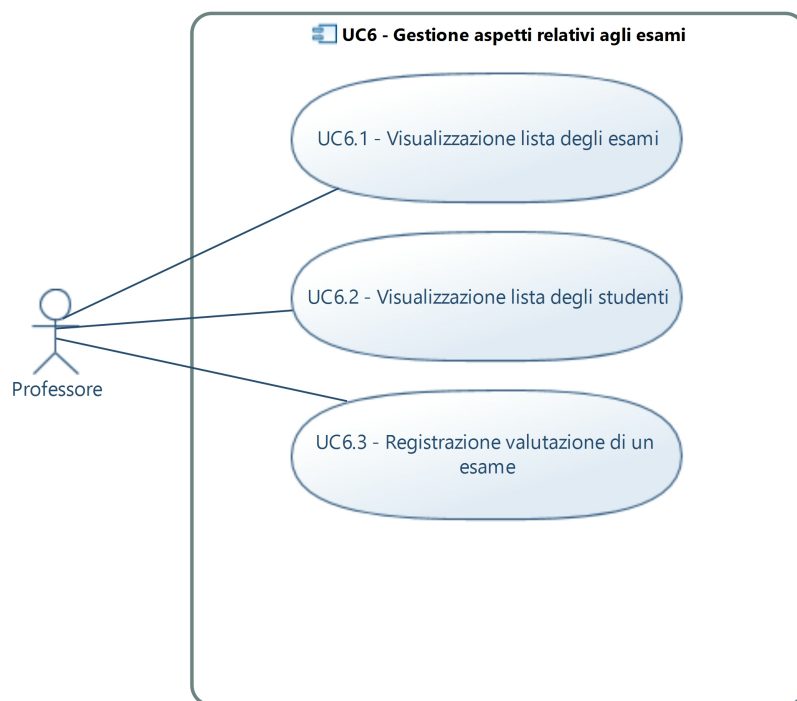 UC6 - Gestione aspetti relativi agli esami
UC6.1 - Visualizzazione lista degli esami
UC6.2 - Visualizzazione lista degli studenti
Professore
UC6.3 - Registrazione valutazione di un
esame